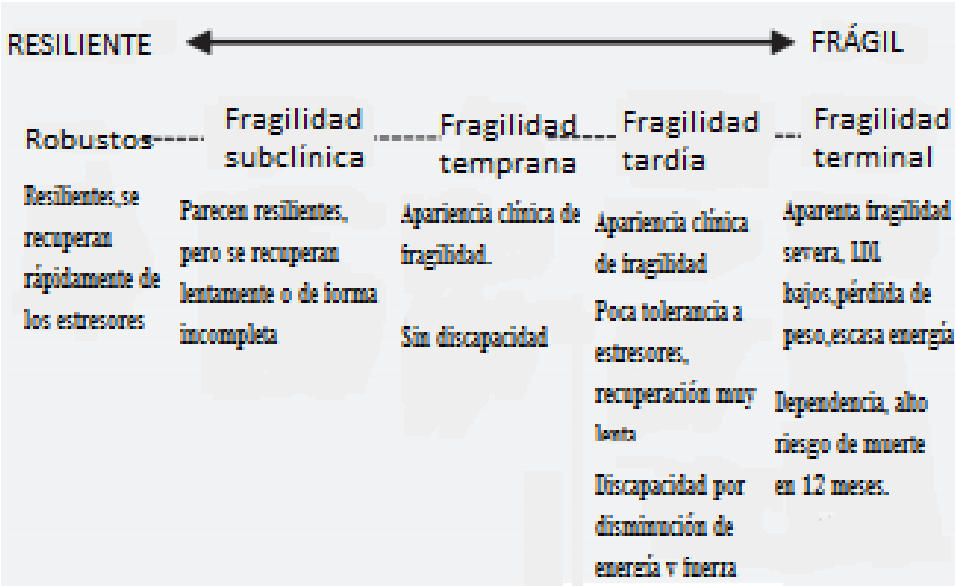 RESILIENTE
FRÁGIL
Robustos
Resilientes,se
recuperan
rápidamente de
los estresores
Fragilidad
subclínica
Parecen resilientes,
pero se recuperan
lentamente o de forma
incompleta
Fragilidad
temprana
Apariencia clínica de
fragilidad.
Sin discapacidad
Fragilidad
tardía
Apariencia clínica
de fragilidad
Poca tolerancia a
estresores,
recuperación muy
lenta
Discapacidad por
disminución de
energía y fuerza
Fragilidad
terminal
Aparenta fragilidad
severa, LDL
bajos,pérdida de
peso,escasa energía
Dependencia, alto
riesgo de muerte
en 12 meses.